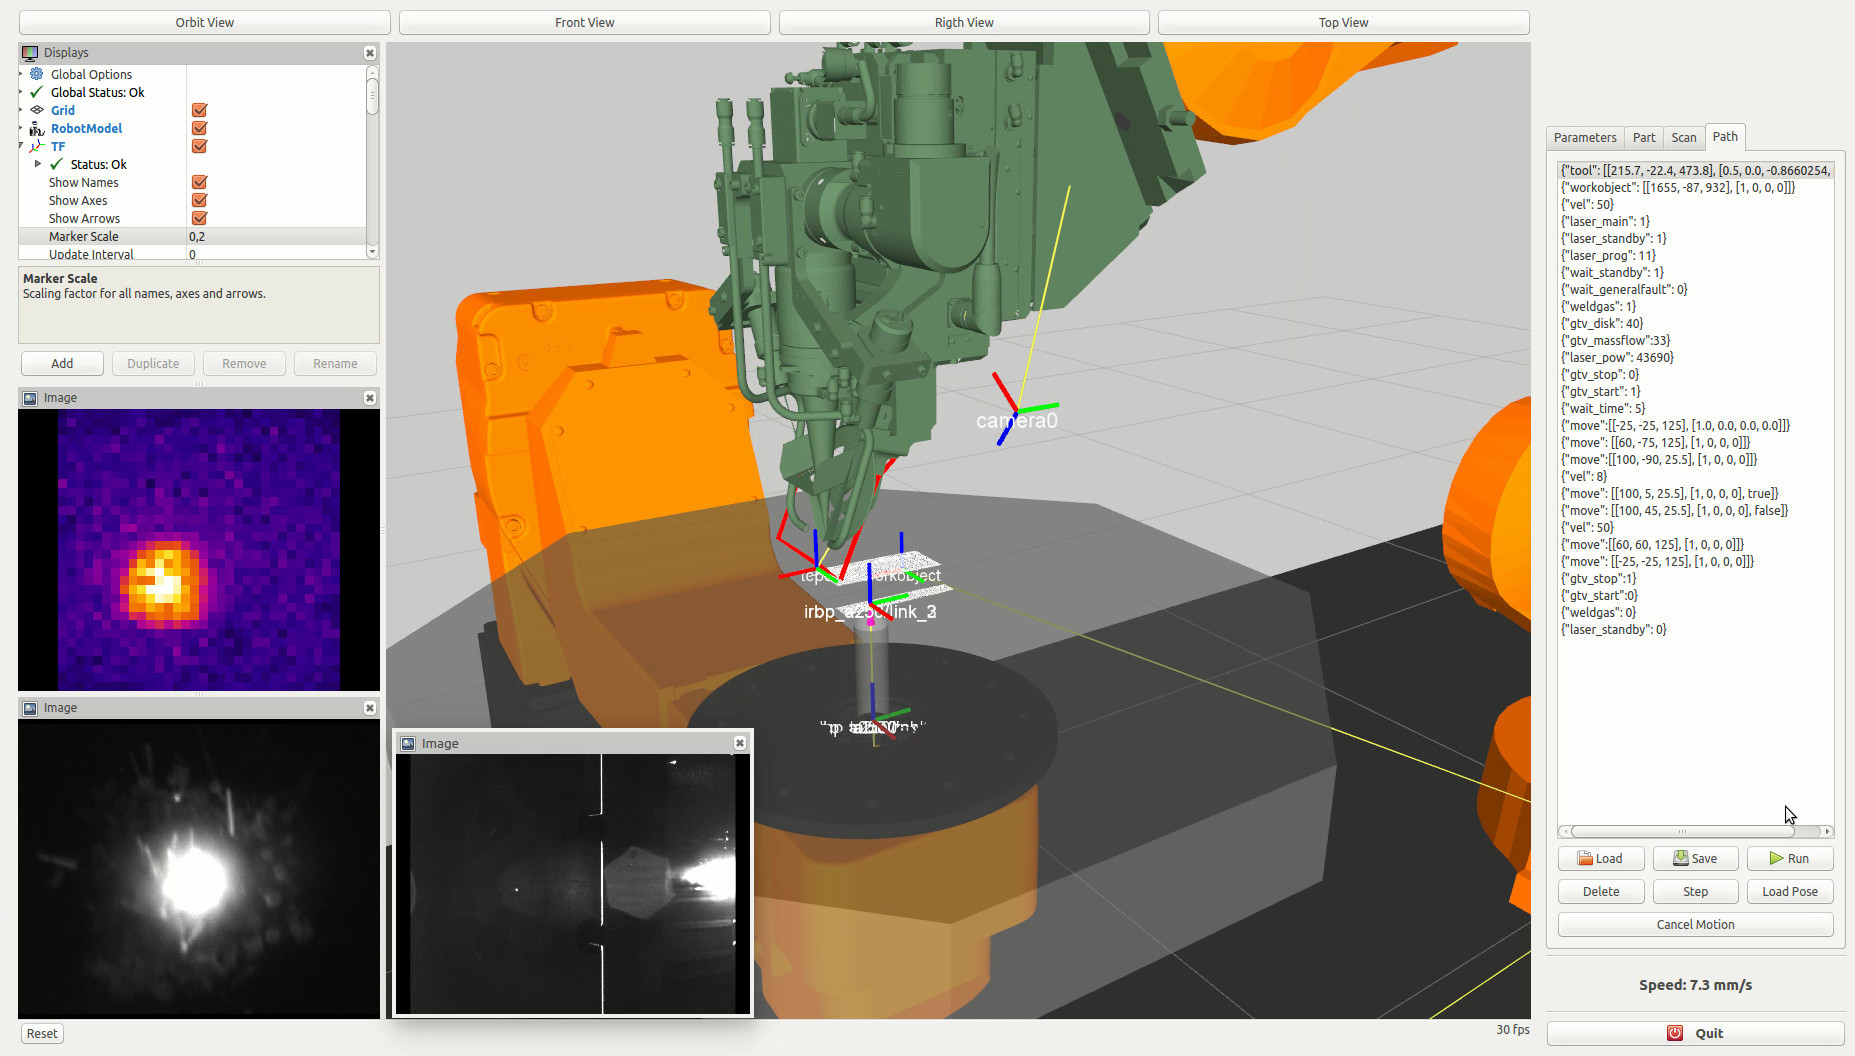 Orbit View
Front View
Rigth View
Top View
Displays
Global Options
Global Status: Ok
Grid
RobotModel
TF
Status: Ok
Show Names
Show Axes
Show Arrows
Marker Scale 0,2
Update Interval 0
Marker Scale
Scaling factor for all names, axes and arrows.
Add
Duplicate
Remove
Rename
Image
Image
Image
Reset
camera0
workobject
link_3
30 fps
Parameters
Part
Scan
Path
{"tool": [[215.7, -22.4, 473.8], [0.5, 0.0, -0.8660254,
{"workobject": [[1655, -87, 932], [1, 0, 0, 0]]}
{"vel": 50}
{"laser_main": 1}
{"laser_standby": 1}
{"laser_prog": 11}
{"wait_standby": 1}
{"wait_generalfault": 0}
{"weldgas": 1}
{"gtv_disk": 40}
{"gtv_massflow":33}
{"laser_pow": 43690}
{"gtv_stop": 0}
{"gtv_start": 1}
{"wait_time": 5}
{"move":[[-25, -25, 125], [1.0, 0.0, 0.0, 0.0]]}
{"move": [[60, -75, 125], [1, 0, 0, 0]]}
{"move":[[100, -90, 25.5], [1, 0, 0, 0]]}
{"vel": 8}
{"move": [[100, 5, 25.5], [1, 0, 0, 0], true]}
{"move": [[100, 45, 25.5], [1, 0, 0, 0], false]}
{"vel": 50}
{"move":[[60, 60, 125], [1, 0, 0, 0]]}
{"move": [[-25, -25, 125], [1, 0, 0, 0]]}
{"gtv_stop":1}
{"gtv_start":0}
{"weldgas": 0}
{"laser_standby": 0}
Load
Save
Run
Delete
Step
Load Pose
Cancel Motion
Speed: 7.3 mm/s
Quit